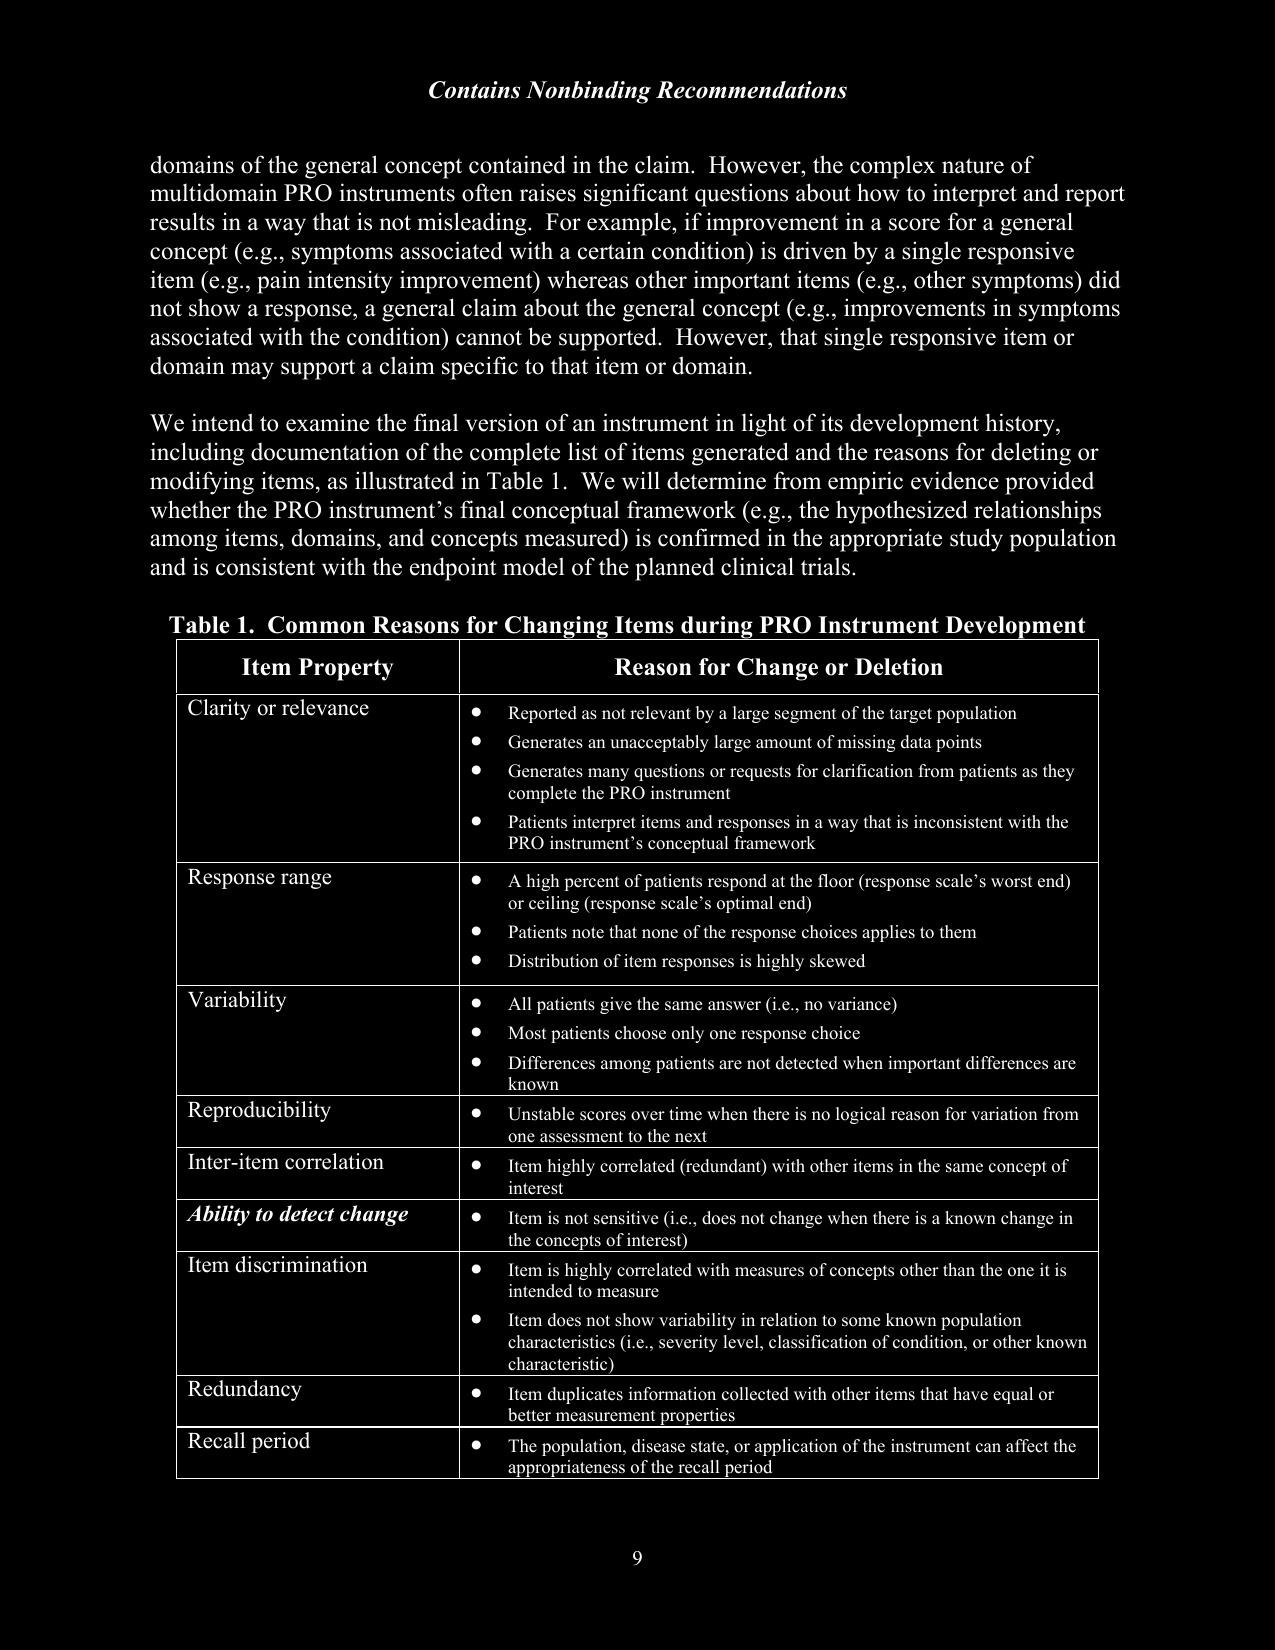 Contains Nonbinding Recommendations
domains of the general concept contained in the claim.  However, the complex nature of
multidomain PRO instruments often raises significant questions about how to interpret and report
results in a way that is not misleading.  For example, if improvement in a score for a general
concept (e.g., symptoms associated with a certain condition) is driven by a single responsive
item (e.g., pain intensity improvement) whereas other important items (e.g., other symptoms) did
not show a response, a general claim about the general concept (e.g., improvements in symptoms
associated with the condition) cannot be supported.  However, that single responsive item or
domain may support a claim specific to that item or domain.
We intend to examine the final version of an instrument in light of its development history,
including documentation of the complete list of items generated and the reasons for deleting or
modifying items, as illustrated in Table 1.  We will determine from empiric evidence provided
whether the PRO instrument’s final conceptual framework (e.g., the hypothesized relationships
among items, domains, and concepts measured) is confirmed in the appropriate study population
and is consistent with the endpoint model of the planned clinical trials.
Table 1.  Common Reasons for Changing Items during PRO Instrument Development
Item Property Reason for Change or Deletion
Clarity or relevance
• Reported as not relevant by a large segment of the target population
• Generates an unacceptably large amount of missing data points
• Generates many questions or requests for clarification from patients as they
complete the PRO instrument
• Patients interpret items and responses in a way that is inconsistent with the
PRO instrument’s conceptual framework
Response range
• A high percent of patients respond at the floor (response scale’s worst end)
or ceiling (response scale’s optimal end)
• Patients note that none of the response choices applies to them
• Distribution of item responses is highly skewed
Variability
• All patients give the same answer (i.e., no variance)
• Most patients choose only one response choice
• Differences among patients are not detected when important differences are
known
Reproducibility
• Unstable scores over time when there is no logical reason for variation from
one assessment to the next
Inter-item correlation
• Item highly correlated (redundant) with other items in the same concept of
interest
Ability to detect change
• Item is not sensitive (i.e., does not change when there is a known change in
the concepts of interest)
Item discrimination
• Item is highly correlated with measures of concepts other than the one it is
intended to measure
• Item does not show variability in relation to some known population
characteristics (i.e., severity level, classification of condition, or other known
characteristic)
Redundancy
• Item duplicates information collected with other items that have equal or
better measurement properties
Recall period
• The population, disease state, or application of the instrument can affect the
appropriateness of the recall period
9